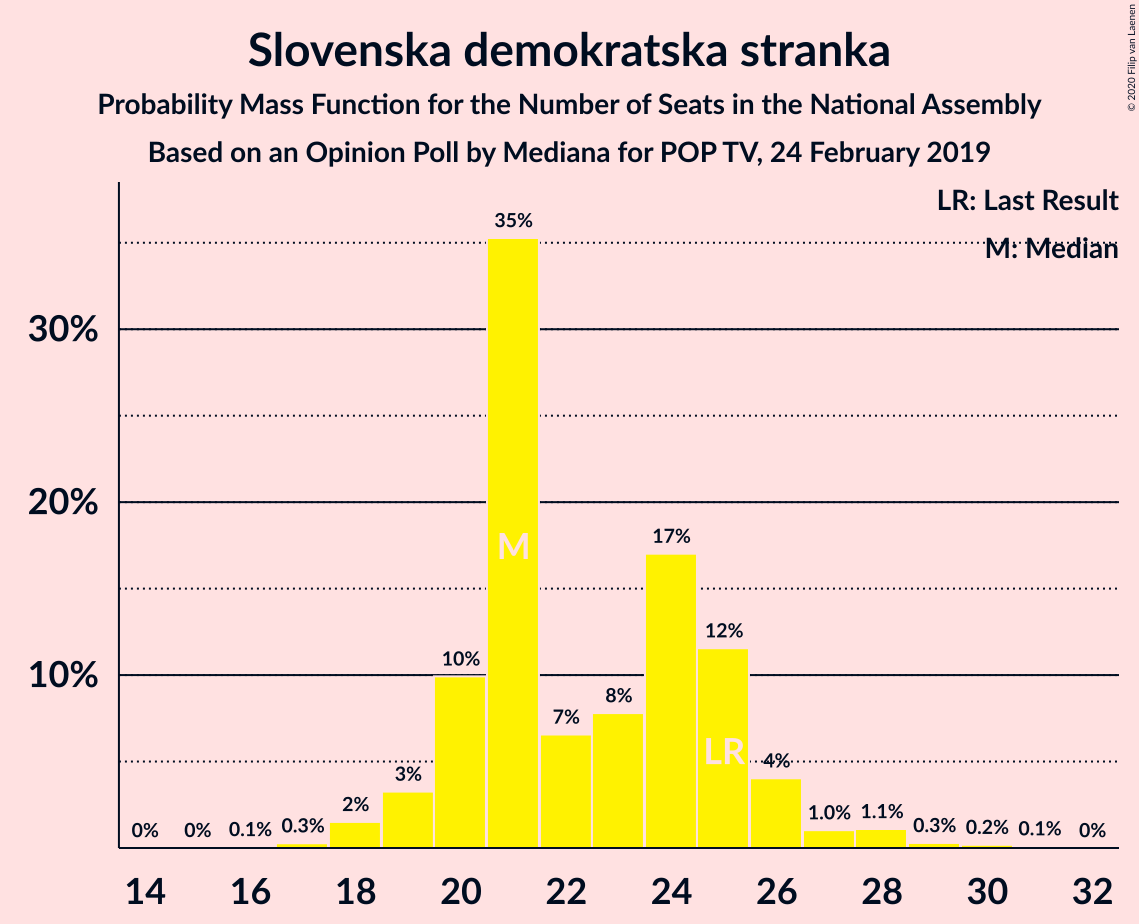 Slovenska demokratska stranka
Probability Mass Function for the Number of Seats in the National Assembly
Based on an Opinion Poll by Mediana for POP TV, 24 February 2019
© 2020 Filip van Laenen
LR: Last Result
M: Median
30%
20%
10%
0%
0%
0.1%
0.3%
2%
3%
10%
35%
7%
8%
17%
12%
4%
1.0%
1.1%
0.3%
0.2%
0.1%
0%
M
LR
14 16 18 20 22 24 26 28 30 32